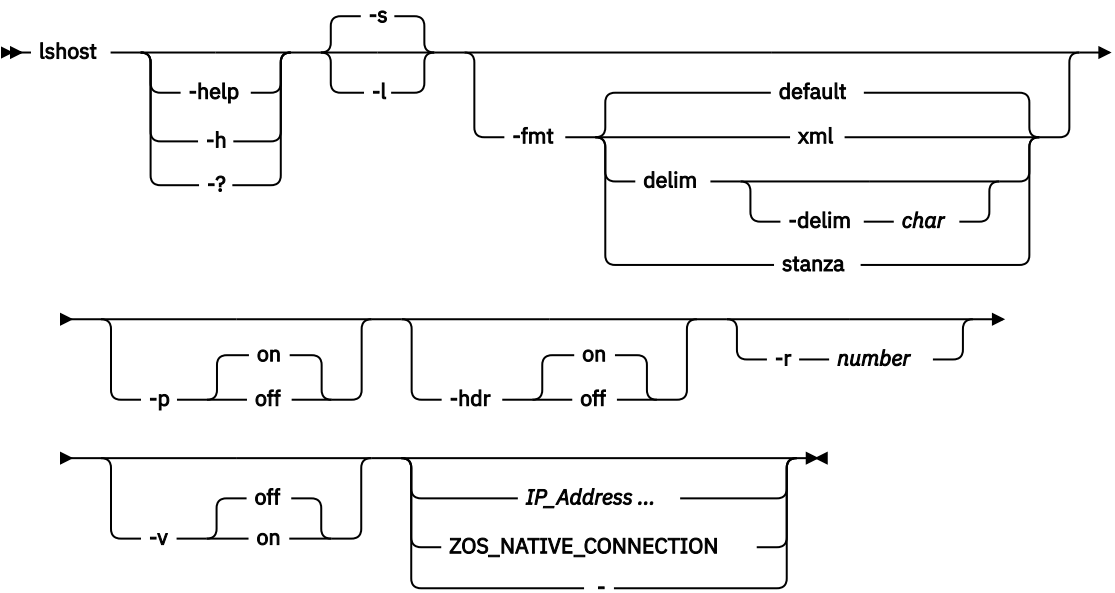 -s
lshost
-help
-l
-h
-?
default
-fmt
xml
delim
-delim char
stanza
on
on
-r number
-p
off
-hdr
off
off
IP_Address ...
-v
on
ZOS_NATIVE_CONNECTION
-